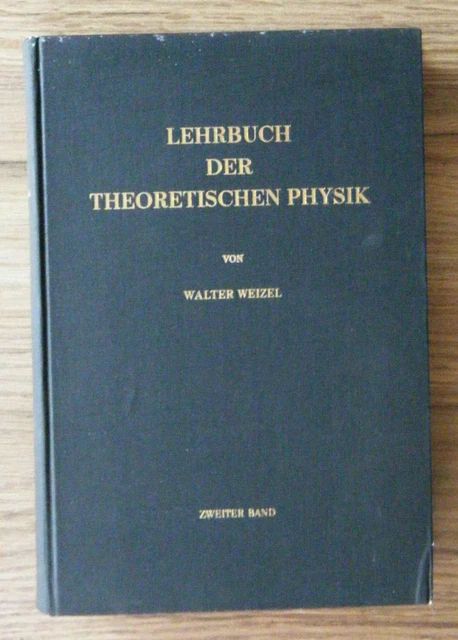 LEHRBUCH
DER
THEORETISCHEN PHYSIK
VON
WALTER WEIZEL
ZWEITER BAND